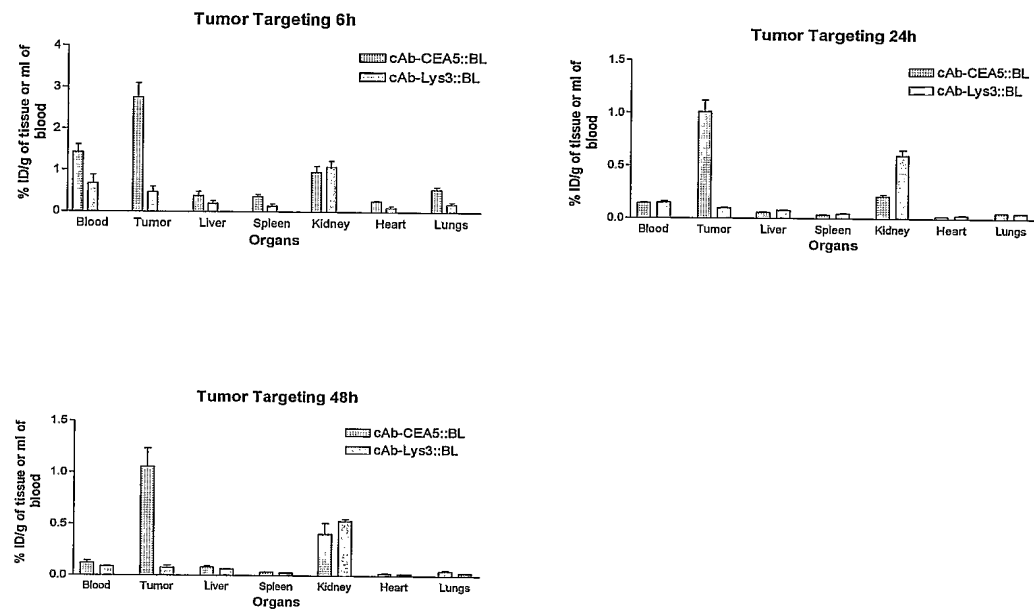 Tumor Targeting 6h
% ID/g of tissue or ml of
blood
4
3
2
1
0
cAb-CEA5::BL
cAb-Lys3::BL
Blood Tumor Liver Spleen Kidney Heart Lungs
Organs
Tumor Targeting 24h
% ID/g of tissue or ml of
blood
1.5
1.0
0.5
0.0
cAb-CEA5::BL
cAb-Lys3::BL
Blood Tumor Liver Spleen Kidney Heart Lungs
Organs
Tumor Targeting 48h
% ID/g of tissue or ml of
blood
1.5
1.0
0.5
0.0
cAb-CEA5::BL
cAb-Lys3::BL
Blood Tumor Liver Spleen Kidney Heart Lungs
Organs